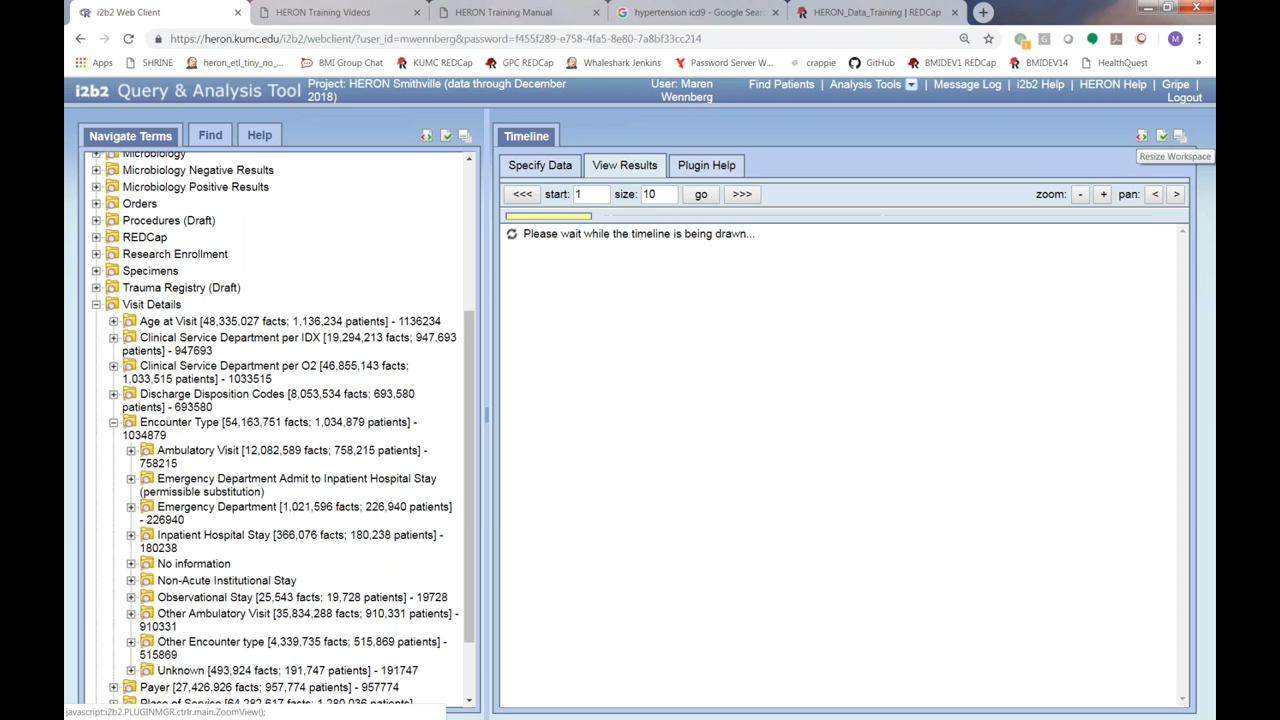 i2b2 Web Client
HERON Training Videos
HERON Training Manual
hypertension icd9 - Google Sear
HERON_Data_Training | REDCap
https://heron.kumc.edu/i2b2/webclient/?user_id=mwennberg&password=f455f289-e758-4fa5-8e80-7a8bf33cc214
M
Apps
SHRINE
heron_etl_tiny_no_...
BMI Group Chat
KUMC REDCap
GPC REDCap
Whaleshark Jenkins
Password Server W...
crappie
GitHub
BMIDEV1 REDCap
BMIDEV14
HealthQuest
i2b2 Query & Analysis Tool
Project: HERON Smithville (data through December
2018)
User: Maren
Wennberg
Find Patients
Analysis Tools
Message Log
i2b2 Help
HERON Help
Gripe
Logout
Navigate Terms
Find
Help
Microbiology
Microbiology Negative Results
Microbiology Positive Results
Orders
Procedures (Draft)
REDCap
Research Enrollment
Specimens
Trauma Registry (Draft)
Visit Details
Age at Visit [48,335,027 facts; 1,136,234 patients] - 1136234
Clinical Service Department per IDX [19,294,213 facts; 947,693
patients] - 947693
Clinical Service Department per O2 [46,855,143 facts;
1,033,515 patients] - 1033515
Discharge Disposition Codes [8,053,534 facts; 693,580
patients] - 693580
Encounter Type [54,163,751 facts; 1,034,879 patients] -
1034879
Ambulatory Visit [12,082,589 facts; 758,215 patients] -
758215
Emergency Department Admit to Inpatient Hospital Stay
(permissible substitution)
Emergency Department [1,021,596 facts; 226,940 patients]
- 226940
Inpatient Hospital Stay [366,076 facts; 180,238 patients] -
180238
No information
Non-Acute Institutional Stay
Observational Stay [25,543 facts; 19,728 patients] - 19728
Other Ambulatory Visit [35,834,288 facts; 910,331 patients] -
910331
Other Encounter type [4,339,735 facts; 515,869 patients] -
515869
Unknown [493,924 facts; 191,747 patients] - 191747
Payer [27,426,926 facts; 957,774 patients] - 957774
Place of Service [64,282,617 facts; 1,280,036 patients] -
javascript:i2b2.PLUGINMGR.ctrlr.main.ZoomView();
Timeline
Resize Workspace
Specify Data
View Results
Plugin Help
<<<
start: 1
size: 10
go
>>>
zoom: - +
pan: < >
Please wait while the timeline is being drawn...